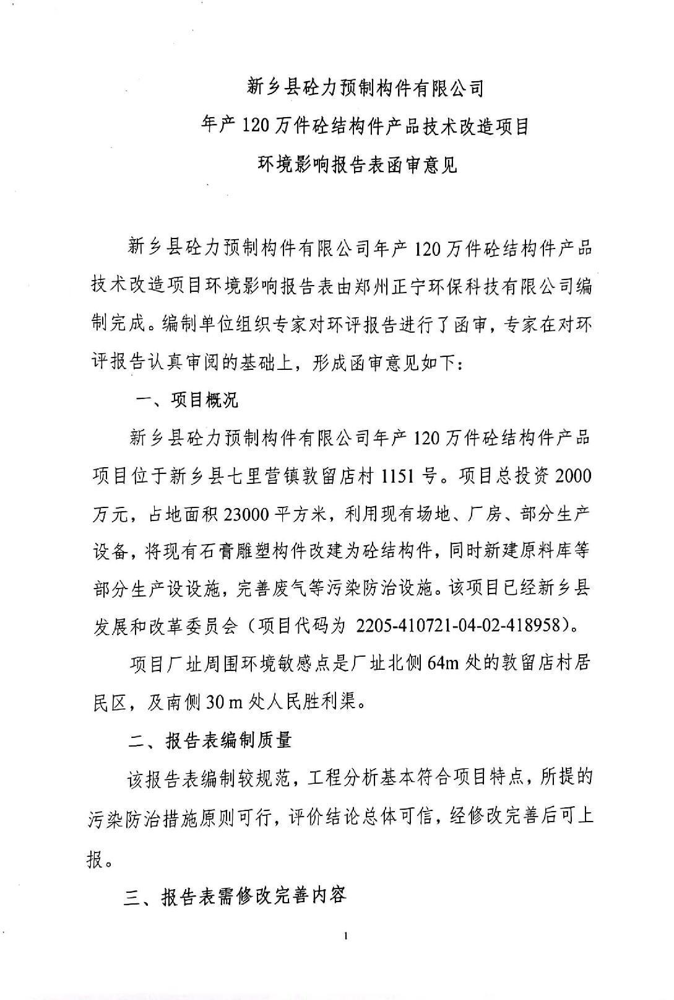 新乡县砼力预制构件有限公司
年产 120 万件砼结构件产品技术改造项目
环境影响报告表函审意见
新乡县砼力预制构件有限公司年产 120 万件砼结构件产品
技术改造项目环境影响报告表由郑州正宁环保科技有限公司编
制完成。编制单位组织专家对环评报告进行了函审，专家在对环
评报告认真审阅的基础上，形成函审意见如下：
一、项目概况
新乡县砼力预制构件有限公司年产 120 万件砼结构件产品
项目位于新乡县七里营镇敦留店村 1151 号。项目总投资 2000
万元，占地面积 23000 平方米，利用现有场地、厂房、部分生产
设备，将现有石膏雕塑构件改建为砼结构件，同时新建原料库等
部分生产设设施，完善废气等污染防治设施。该项目已经新乡县
发展和改革委员会（项目代码为 2205-410721-04-02-418958）。
项目厂址周围环境敏感点是厂址北侧 64m 处的敦留店村居
民区，及南侧 30 m 处人民胜利渠。
二、报告表编制质量
该报告表编制较规范，工程分析基本符合项目特点，所提的
污染防治措施原则可行，评价结论总体可信，经修改完善后可上
报。
三、报告表需修改完善内容
1